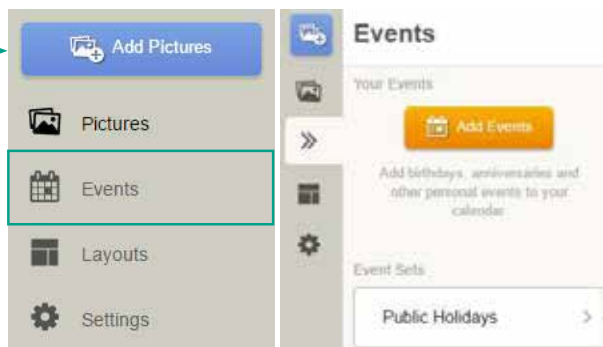 Add Pictures
Pictures
Events
Layouts
Settings
Events
Your Events
Add Events
Add birthdays, anniversaries and
other personal events to your
calendar
Event Sets
Public Holidays